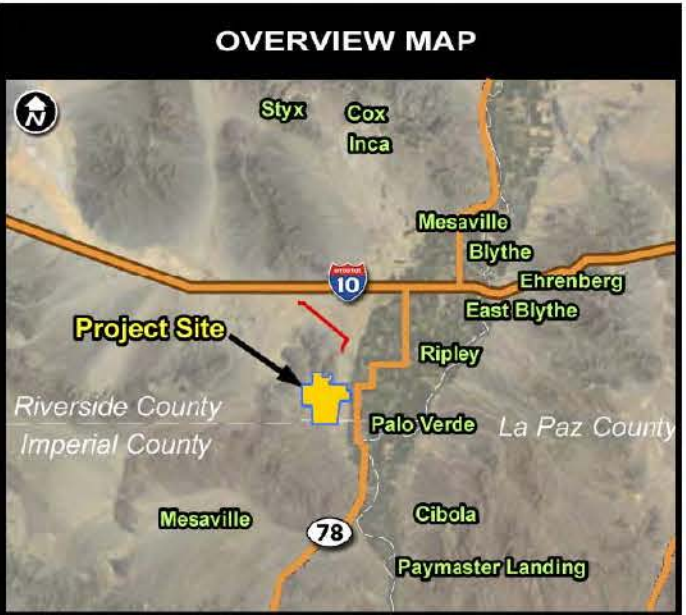 OVERVIEW MAP
N
Styx
Cox
Inca
Mesaville
Blythe
INTERSTATE
10
Ehrenberg
East Blythe
Project Site
Ripley
Riverside County
Imperial County
Palo Verde
La Paz County
Mesaville
78
Cibola
Paymaster Landing